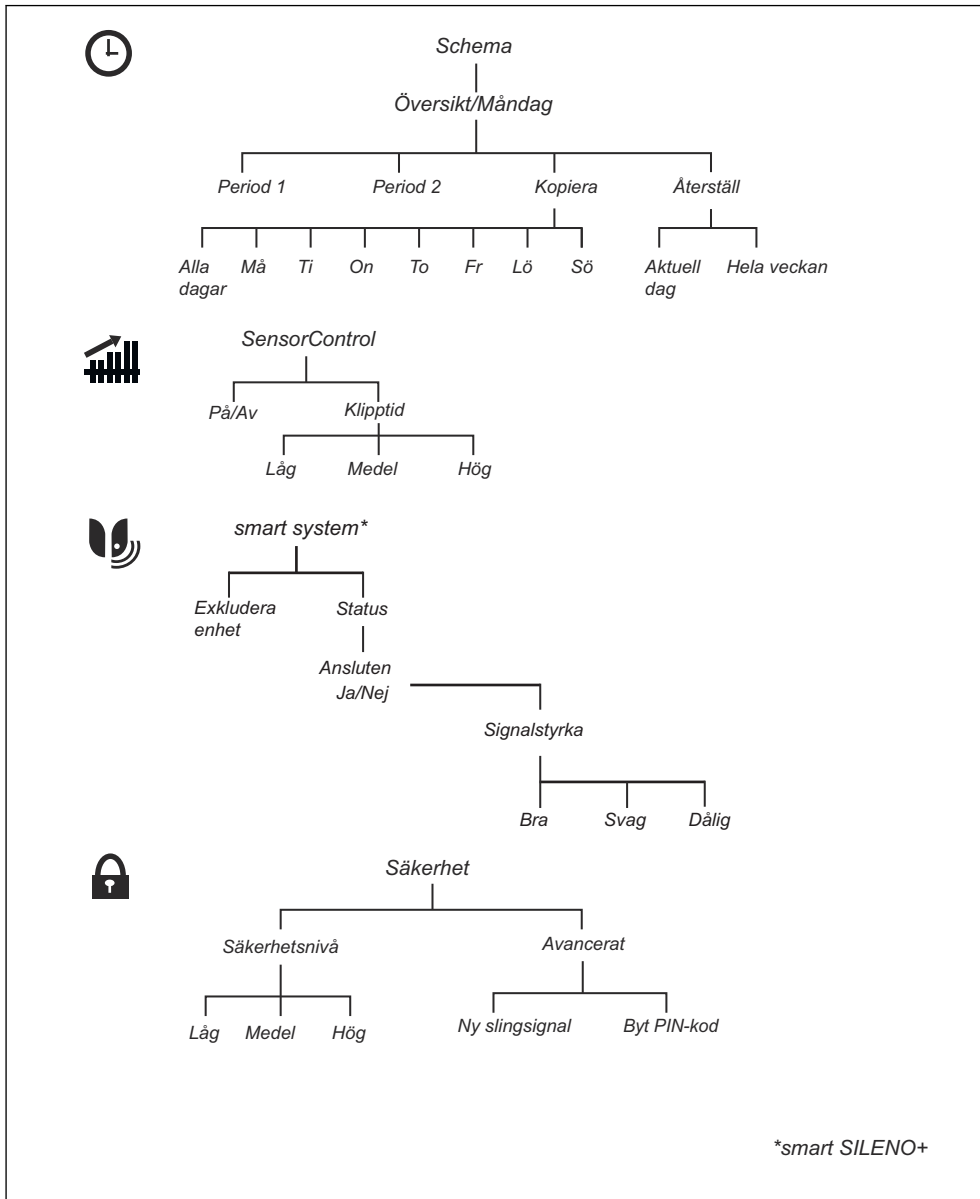 Schema
Översikt/Måndag
Period 1 Period 2 Kopiera Återställ
Alla dagar Må Ti On To Fr Lö Sö Aktuell dag Hela veckan
SensorControl
På/Av Klipptid
Låg Medel Hög
smart system*
Exkludera enhet Status
Ansluten
Ja/Nej
Signalstyrka
Bra Svag Dålig
Säkerhet
Säkerhetsnivå Avancerat
Låg Medel Hög Ny slingsignal Byt PIN-kod
*smart SILENO+